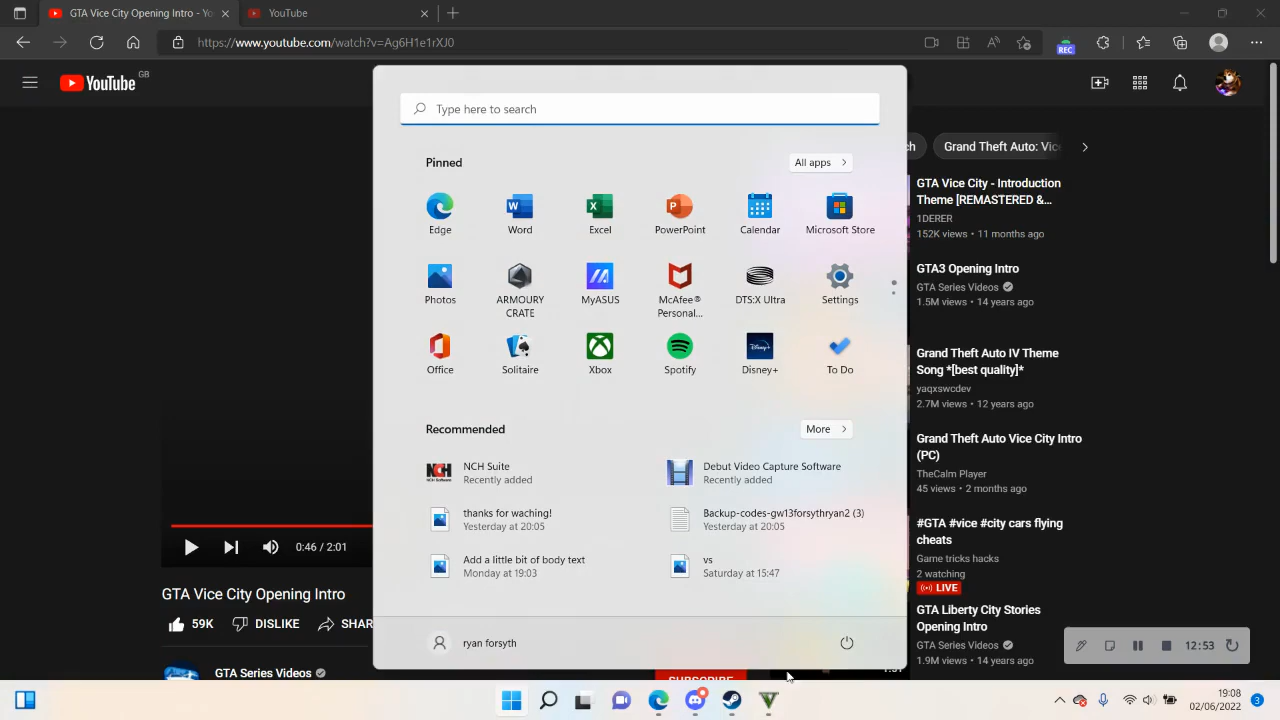 GTA Vice City Opening Intro - Yo
YouTube
https://www.youtube.com/watch?v=Ag6H1e1rXJ0
REC
YouTube
GB
Type here to search
Pinned
All apps
Edge
Word
Excel
PowerPoint
Calendar
Microsoft Store
Photos
ARMOURY
CRATE
MyASUS
McAfee®
Personal...
DTS:X Ultra
Settings
Office
Solitaire
Xbox
Disney+
Spotify
Disney+
To Do
Recommended
More
NCH
NCH Suite
Recently added
Debut Video Capture Software
Recently added
thanks for waching!
Yesterday at 20:05
Backup-codes-gw13forsythryan2 (3)
Yesterday at 20:05
Add a little bit of body text
Monday at 19:03
vs
Saturday at 15:47
ryan forsyth
0:46 / 2:01
GTA Vice City Opening Intro
59K
DISLIKE
SHAR
GTA Series Videos
SUBSCRIBE
ch
Grand Theft Auto: Vic
GTA Vice City - Introduction
Theme [REMASTERED &...
1DERER
152K views • 11 months ago
GTA3 Opening Intro
GTA Series Videos
1.5M views • 14 years ago
Grand Theft Auto IV Theme
Song *[best quality]*
yaqxswcdev
2.7M views • 12 years ago
Grand Theft Auto Vice City Intro
(PC)
TheCalm Player
45 views • 2 months ago
#GTA #vice #city cars flying
cheats
Game tricks hacks
2 watching
LIVE
GTA Liberty City Stories
Opening Intro
GTA Series Videos
1.9M views • 14 years ago
12:53
19:08
02/06/2022
3